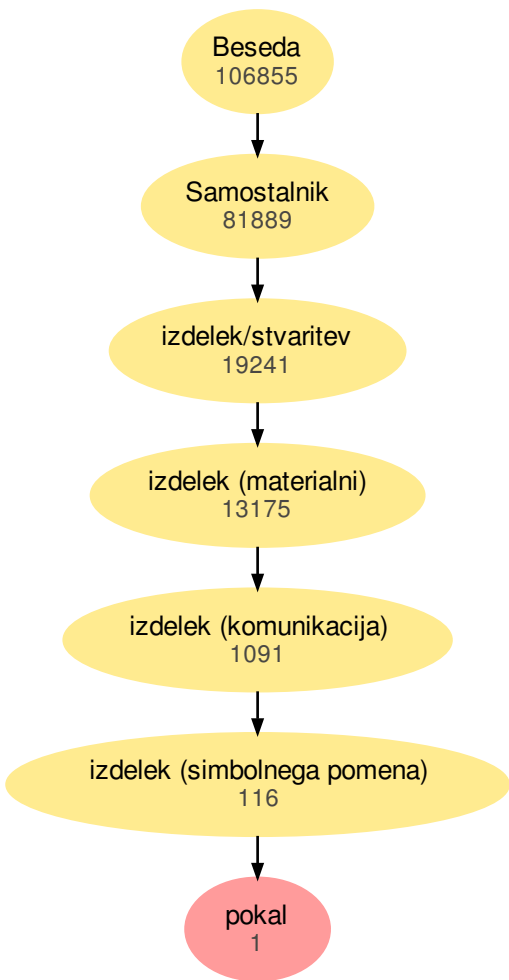 Beseda
106855
Samostalnik
81889
izdelek/stvaritev
19241
izdelek (materialni)
13175
izdelek (komunikacija)
1091
izdelek (simbolnega pomena)
116
pokal
1